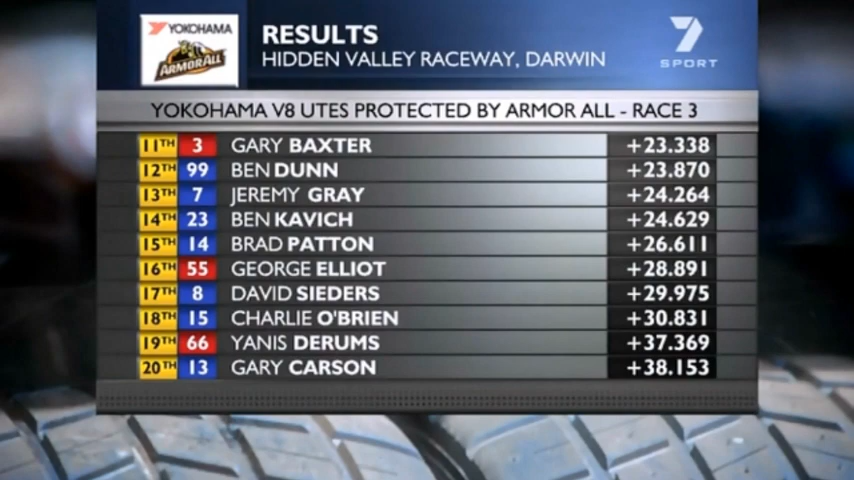 YOKOHAMA
ARMORALL
RESULTS
HIDDEN VALLEY RACEWAY, DARWIN
7
SPORT
YOKOHAMA V8 UTES PROTECTED BY ARMOR ALL - RACE 3
11TH 3 GARY BAXTER +23.338
12TH 99 BEN DUNN +23.870
13TH 7 JEREMY GRAY +24.264
14TH 23 BEN KAVICH +24.629
15TH 14 BRAD PATTON +26.611
16TH 55 GEORGE ELLIOT +28.891
17TH 8 DAVID SIEDERS +29.975
18TH 15 CHARLIE O'BRIEN +30.831
19TH 66 YANIS DERUMS +37.369
20TH 13 GARY CARSON +38.153